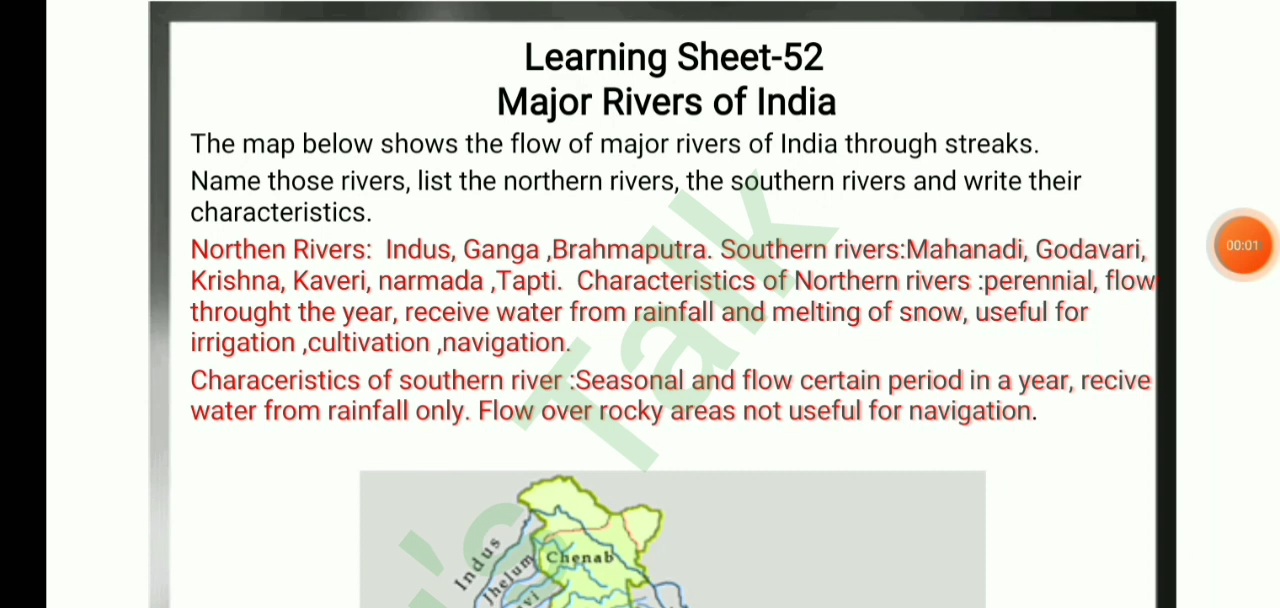 Learning Sheet-52
Major Rivers of India
The map below shows the flow of major rivers of India through streaks.
Name those rivers, list the northern rivers, the southern rivers and write their
characteristics.
Northen Rivers:  Indus, Ganga ,Brahmaputra. Southern rivers:Mahanadi, Godavari,
Krishna, Kaveri, narmada ,Tapti.  Characteristics of Northern rivers :perennial, flow
throught the year, receive water from rainfall and melting of snow, useful for
irrigation ,cultivation ,navigation.
Characeristics of southern river :Seasonal and flow certain period in a year, recive
water from rainfall only. Flow over rocky areas not useful for navigation.
00:01
Talk
Indus
Jhelum
Chenab